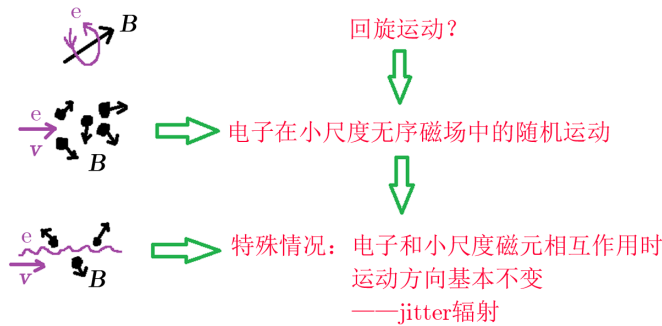 e
B
回旋运动？
e
v
B
电子在小尺度无序磁场中的随机运动
e
v
B
特殊情况：电子和小尺度磁元相互作用时
运动方向基本不变
——jitter辐射